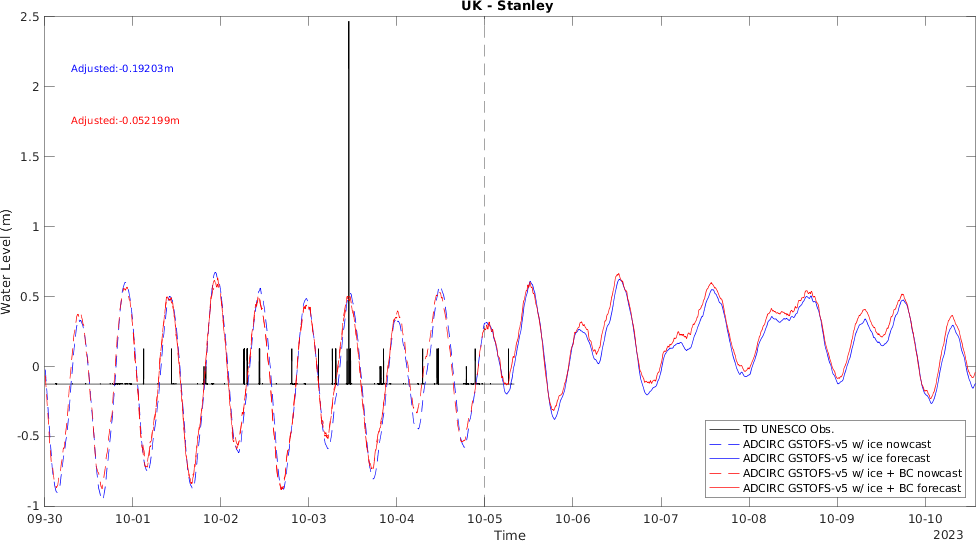 UK - Stanley
2.5
2
1.5
1
0.5
0
-0.5
-1
Water Level (m)
Adjusted:-0.19203m
Adjusted:-0.052199m
TD UNESCO Obs.
ADCIRC GSTOFS-v5 w/ ice nowcast
ADCIRC GSTOFS-v5 w/ ice forecast
ADCIRC GSTOFS-v5 w/ ice + BC nowcast
ADCIRC GSTOFS-v5 w/ ice + BC forecast
09-30 10-01 10-02 10-03 10-04 10-05 10-06 10-07 10-08 10-09 10-10
Time
2023